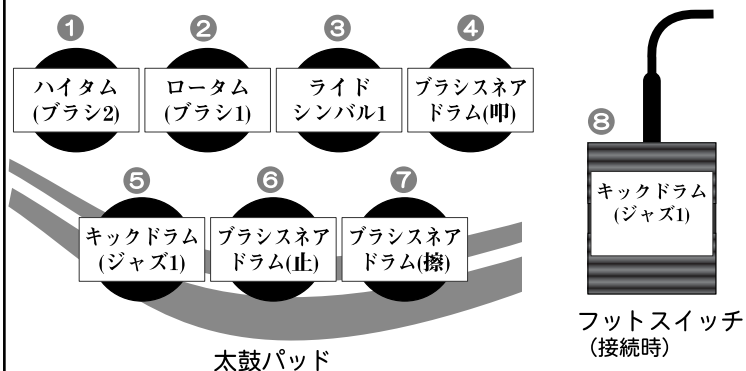 ① ② ③ ④
ハイタム
(ブラシ2)
ロータム
(ブラシ1)
ライド
シンバル1
ブラシスネア
ドラム(叩)
⑤ ⑥ ⑦
キックドラム
(ジャズ1)
ブラシスネア
ドラム(止)
ブラシスネア
ドラム(擦)
太鼓パッド
⑧
キックドラム
(ジャズ1)
フットスイッチ
(接続時)